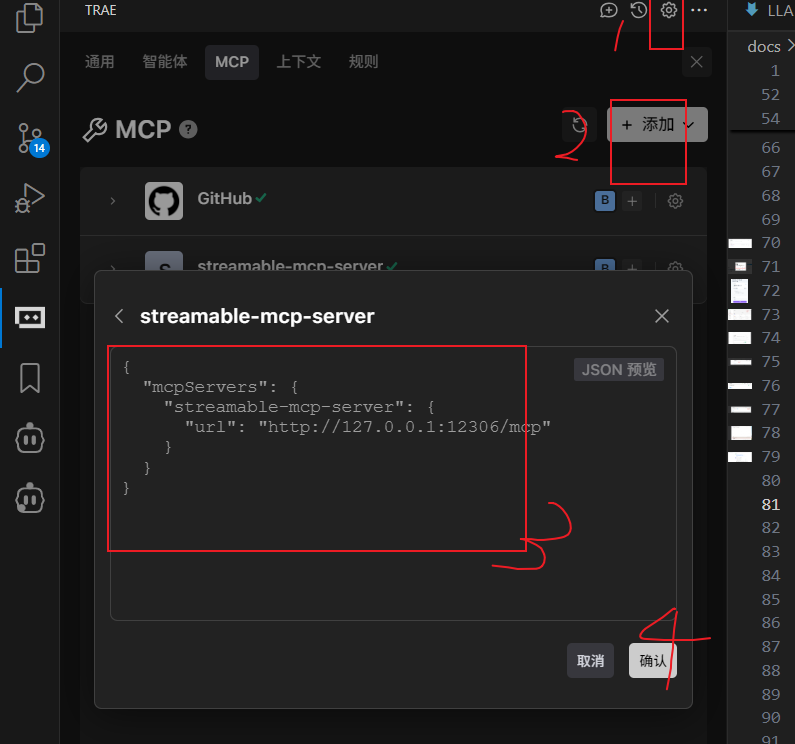 TRAE
LLA
通用 智能体 MCP 上下文 规则
docs
MCP ?
+ 添加
1
2
GitHub
B +
14
streamable-mcp-server
B +
streamable-mcp-server
JSON 预览
{
"mcpServers": {
"streamable-mcp-server": {
"url": "http://127.0.0.1:12306/mcp"
}
}
}
3
4
取消 确认
1
52
54
66
67
68
69
70
71
72
73
74
75
76
77
78
79
80
81
82
83
84
85
86
87
88
89
90
91